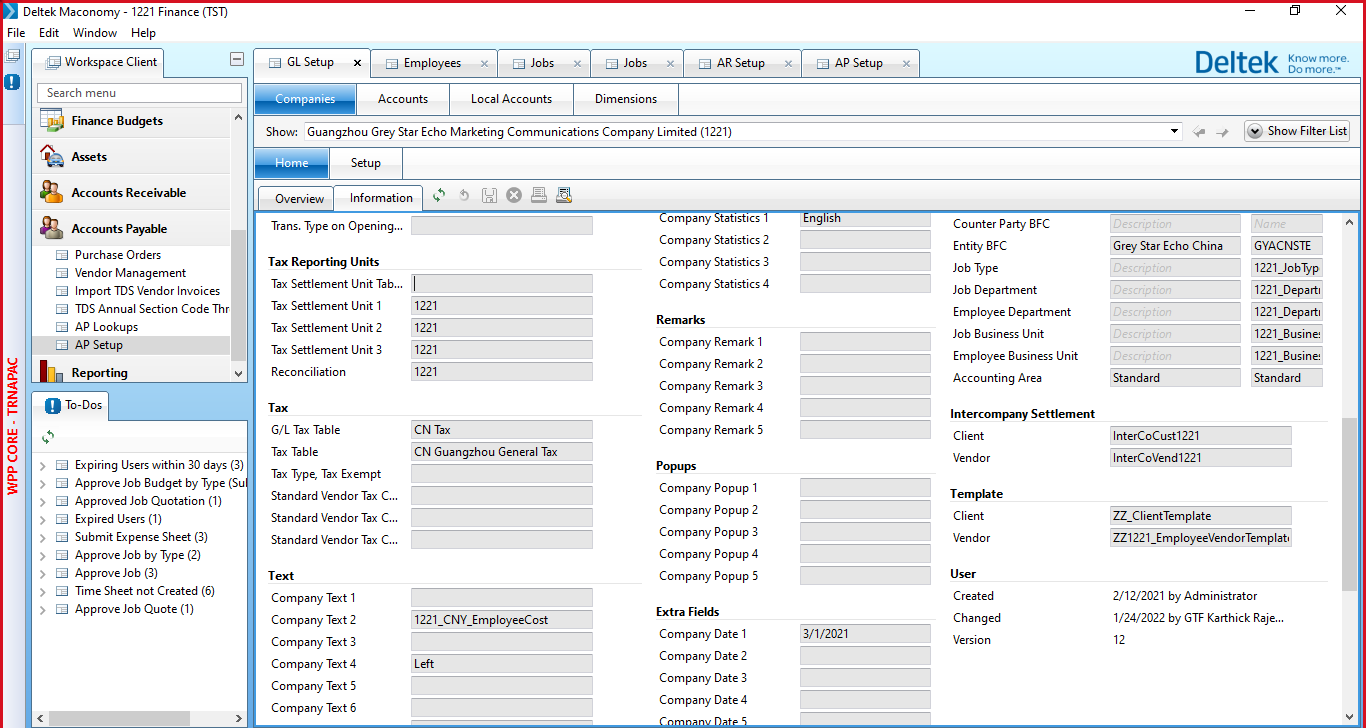 Deltek Maconomy - 1221 Finance (TST)
File Edit Window Help
Workspace Client
Search menu
Finance Budgets
Assets
Accounts Receivable
Accounts Payable
Purchase Orders
Vendor Management
Import TDS Vendor Invoices
TDS Annual Section Code Thr
AP Lookups
AP Setup
Reporting
WPP CORE - TRNAPAC
To-Dos
Expiring Users within 30 days (3)
Approve Job Budget by Type (Sul
Approved Job Quotation (1)
Expired Users (1)
Submit Expense Sheet (3)
Approve Job by Type (2)
Approve Job (3)
Time Sheet not Created (6)
Approve Job Quote (1)
GL Setup Employees Jobs Jobs AR Setup AP Setup
Deltek Know more. Do more.™
Companies Accounts Local Accounts Dimensions
Show: Guangzhou Grey Star Echo Marketing Communications Company Limited (1221) Show Filter List
Home Setup
Overview Information
Trans. Type on Opening...
Tax Reporting Units
Tax Settlement Unit Tab...
Tax Settlement Unit 1 1221
Tax Settlement Unit 2 1221
Tax Settlement Unit 3 1221
Reconciliation 1221
Tax
G/L Tax Table CN Tax
Tax Table CN Guangzhou General Tax
Tax Type, Tax Exempt
Standard Vendor Tax C...
Standard Vendor Tax C...
Standard Vendor Tax C...
Text
Company Text 1
Company Text 2 1221_CNY_EmployeeCost
Company Text 3
Company Text 4 Left
Company Text 5
Company Text 6
Company Statistics 1 English
Company Statistics 2
Company Statistics 3
Company Statistics 4
Remarks
Company Remark 1
Company Remark 2
Company Remark 3
Company Remark 4
Company Remark 5
Popups
Company Popup 1
Company Popup 2
Company Popup 3
Company Popup 4
Company Popup 5
Extra Fields
Company Date 1 3/1/2021
Company Date 2
Company Date 3
Company Date 4
Company Date 5
Counter Party BFC Description Name
Entity BFC Grey Star Echo China GYACNSTE
Job Type Description 1221_JobTyp
Job Department Description 1221_Departı
Employee Department Description 1221_Departı
Job Business Unit Description 1221_Busine:
Employee Business Unit Description 1221_Busine:
Accounting Area Standard Standard
Intercompany Settlement
Client InterCoCust1221
Vendor InterCoVend1221
Template
Client ZZ_ClientTemplate
Vendor ZZ1221_EmployeeVendorTemplate
User
Created 2/12/2021 by Administrator
Changed 1/24/2022 by GTF Karthick Raje...
Version 12